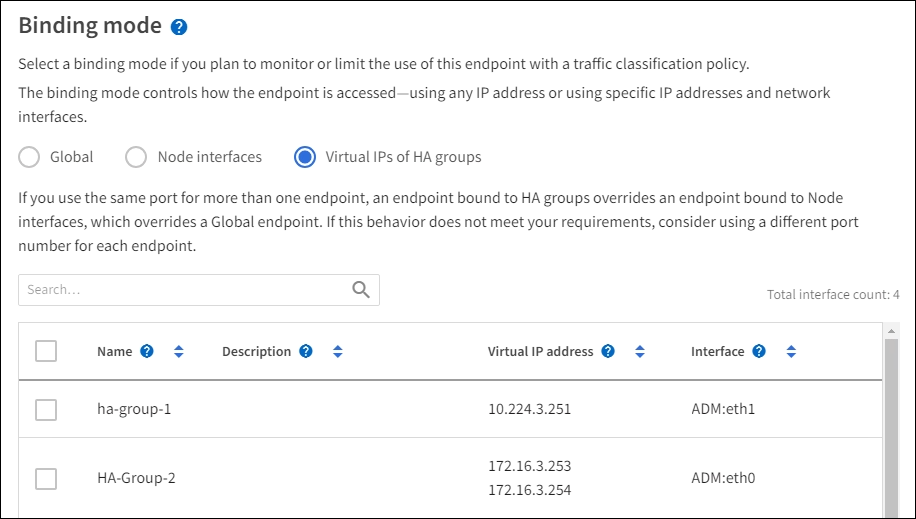 Binding mode ?
Select a binding mode if you plan to monitor or limit the use of this endpoint with a traffic classification policy.
The binding mode controls how the endpoint is accessed—using any IP address or using specific IP addresses and network
interfaces.
Global Node interfaces Virtual IPs of HA groups
If you use the same port for more than one endpoint, an endpoint bound to HA groups overrides an endpoint bound to Node
interfaces, which overrides a Global endpoint. If this behavior does not meet your requirements, consider using a different port
number for each endpoint.
Search…
Total interface count: 4
Name ? Description ? Virtual IP address ? Interface ?
ha-group-1 10.224.3.251 ADM:eth1
HA-Group-2 172.16.3.253 ADM:eth0
172.16.3.254